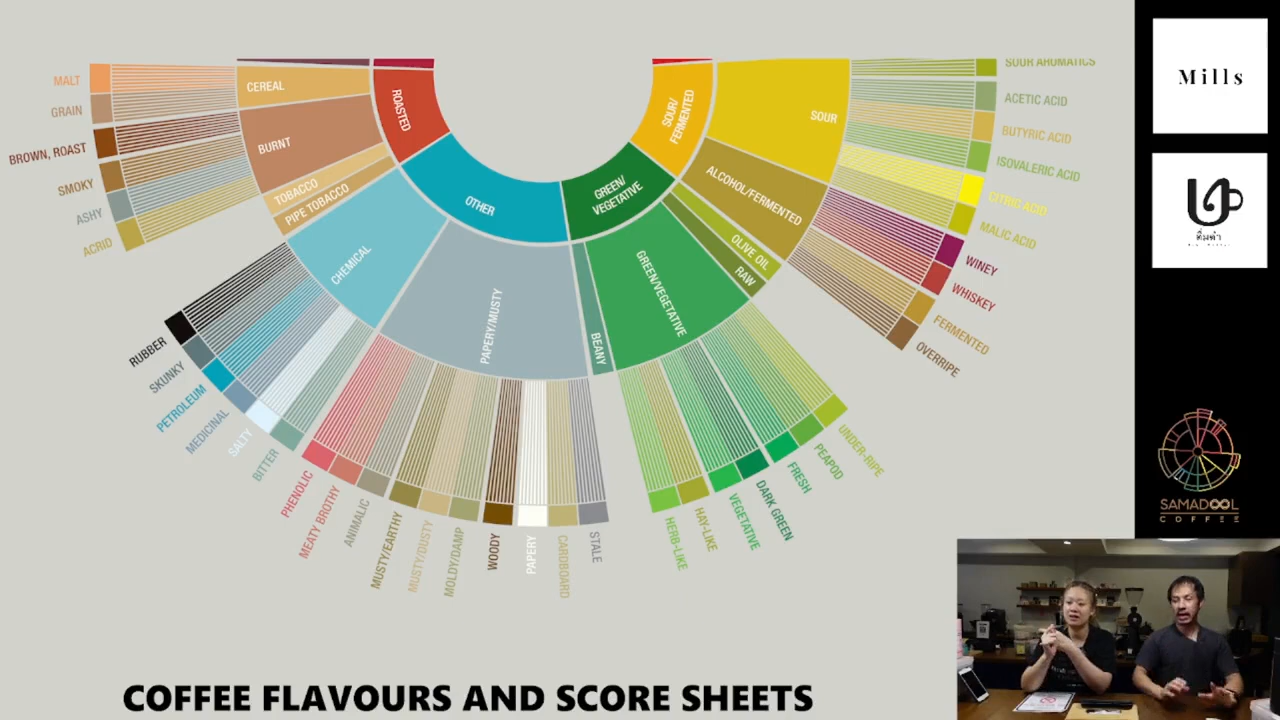 MALT
GRAIN
BROWN, ROAST
SMOKY
ASHY
ACRID
CEREAL
BURNT
TOBACCO
PIPE TOBACCO
ROASTED
OTHER
CHEMICAL
RUBBER
SKUNKY
PETROLEUM
MEDICINAL
SALTY
BITTER
PAPERY/MUSTY
PHENOLIC
MEATY BROTHY
ANIMALIC
MUSTY/EARTHY
MUSTY/DUSTY
MOLDY/DAMP
WOODY
PAPERY
CARDBOARD
STALE
GREEN/
VEGETATIVE
BEANY
GREEN/VEGETATIVE
RAW
OLIVE OIL
HERB-LIKE
HAY-LIKE
VEGETATIVE
DARK GREEN
FRESH
PEAPOD
UNDER-RIPE
SOUR/
FERMENTED
SOUR
ALCOHOL/FERMENTED
SOUR AROMATICS
ACETIC ACID
BUTYRIC ACID
ISOVALERIC ACID
CITRIC ACID
MALIC ACID
WINEY
WHISKEY
FERMENTED
OVERRIPE
COFFEE FLAVOURS AND SCORE SHEETS
Mills
ดื่มดำ
SAMADOOL
COFFEE